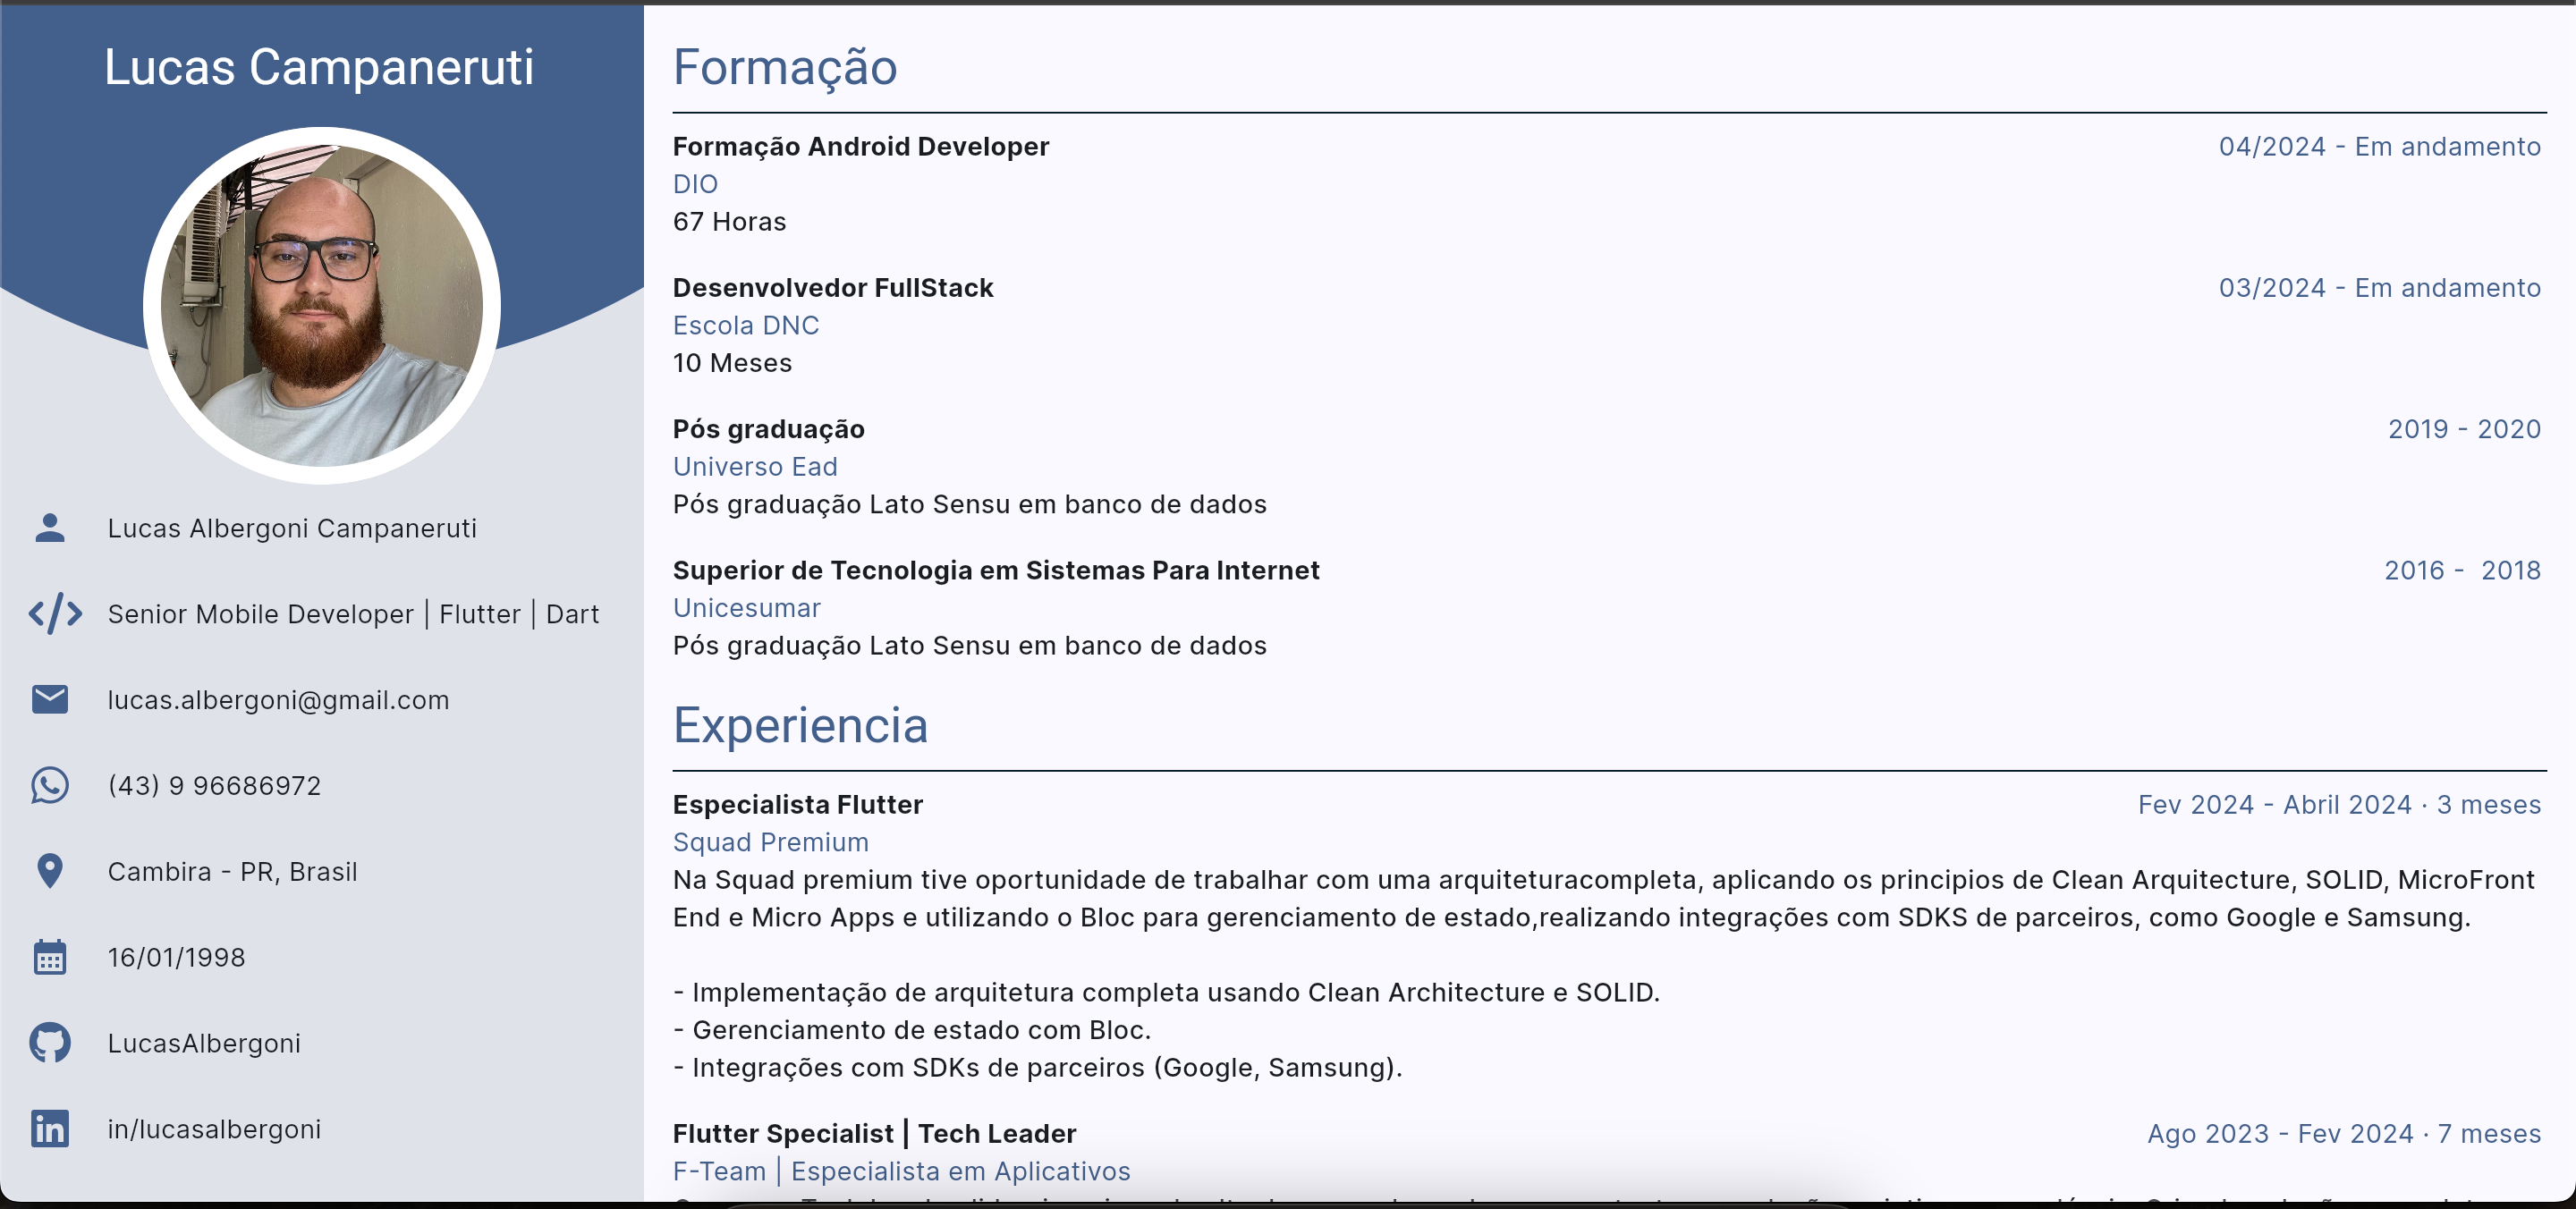 Lucas Campaneruti
Lucas Albergoni Campaneruti
Senior Mobile Developer | Flutter | Dart
lucas.albergoni@gmail.com
(43) 9 96686972
Cambira - PR, Brasil
16/01/1998
LucasAlbergoni
in/lucasalbergoni
Formação
Formação Android Developer 04/2024 - Em andamento
DIO
67 Horas
Desenvolvedor FullStack 03/2024 - Em andamento
Escola DNC
10 Meses
Pós graduação 2019 - 2020
Universo Ead
Pós graduação Lato Sensu em banco de dados
Superior de Tecnologia em Sistemas Para Internet 2016 -  2018
Unicesumar
Pós graduação Lato Sensu em banco de dados
Experiencia
Especialista Flutter Fev 2024 - Abril 2024 · 3 meses
Squad Premium
Na Squad premium tive oportunidade de trabalhar com uma arquiteturacompleta, aplicando os principios de Clean Arquitecture, SOLID, MicroFront
End e Micro Apps e utilizando o Bloc para gerenciamento de estado,realizando integrações com SDKS de parceiros, como Google e Samsung.
- Implementação de arquitetura completa usando Clean Architecture e SOLID.
- Gerenciamento de estado com Bloc.
- Integrações com SDKs de parceiros (Google, Samsung).
Flutter Specialist | Tech Leader Ago 2023 - Fev 2024 · 7 meses
F-Team | Especialista em Aplicativos